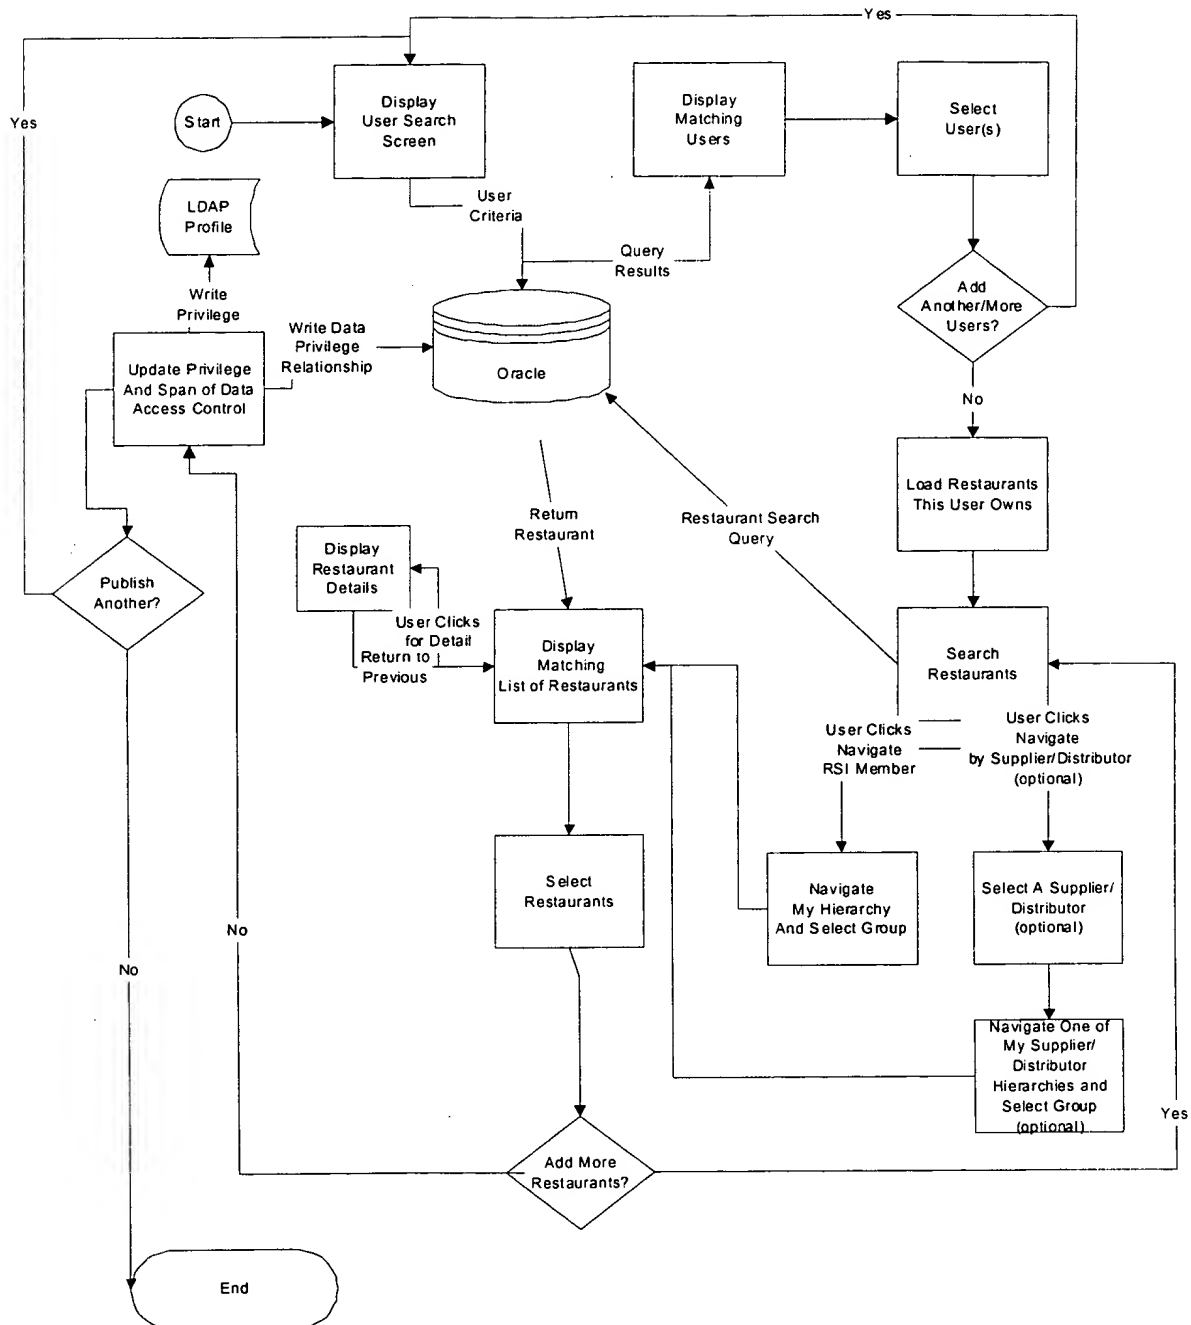 Yes
Yes
Start
Display
User Search
Screen
Display
Matching
Users
Select
User(s)
LDAP
Profile
User
Criteria
Query
Results
Add
Another/More
Users?
Write
Privilege
Write Data
Privilege
Relationship
Oracle
Update Privilege
And Span of Data
Access Control
No
Load Restaurants
This User Owns
Return
Restaurant
Restaurant Search
Query
Display
Restaurant
Details
Publish
Another?
User Clicks
for Detail
Return to
Previous
Display
Matching
List of Restaurants
Search
Restaurants
User Clicks
Navigate
RSI Member
User Clicks
Navigate
by Supplier/Distributor
(optional)
Select
Restaurants
Navigate
My Hierarchy
And Select Group
Select A Supplier/
Distributor
(optional)
No
No
Navigate One of
My Supplier/
Distributor
Hierarchies and
Select Group
(optional)
Yes
Add More
Restaurants?
End